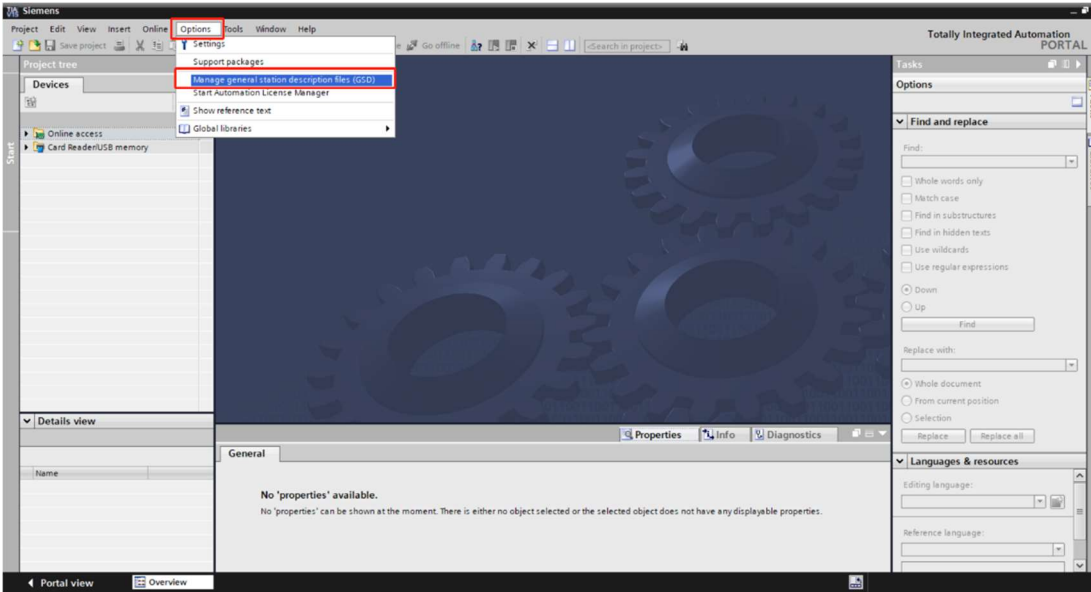 Siemens
Project Edit View Insert Online Options Tools Window Help
Totally Integrated Automation
PORTAL
Save project
Go offline
<Search in project>
Settings
Support packages
Manage general station description files (GSD)
Start Automation License Manager
Show reference text
Global libraries
Project tree
Devices
Online access
Card Reader/USB memory
Start
Details view
Name
Properties Info Diagnostics
General
No 'properties' available.
No 'properties' can be shown at the moment. There is either no object selected or the selected object does not have any displayable properties.
Tasks
Options
Find and replace
Find:
Whole words only
Match case
Find in substructures
Find in hidden texts
Use wildcards
Use regular expressions
Down
Up
Find
Replace with:
Whole document
From current position
Selection
Replace Replace all
Languages & resources
Editing language:
Reference language:
Portal view Overview